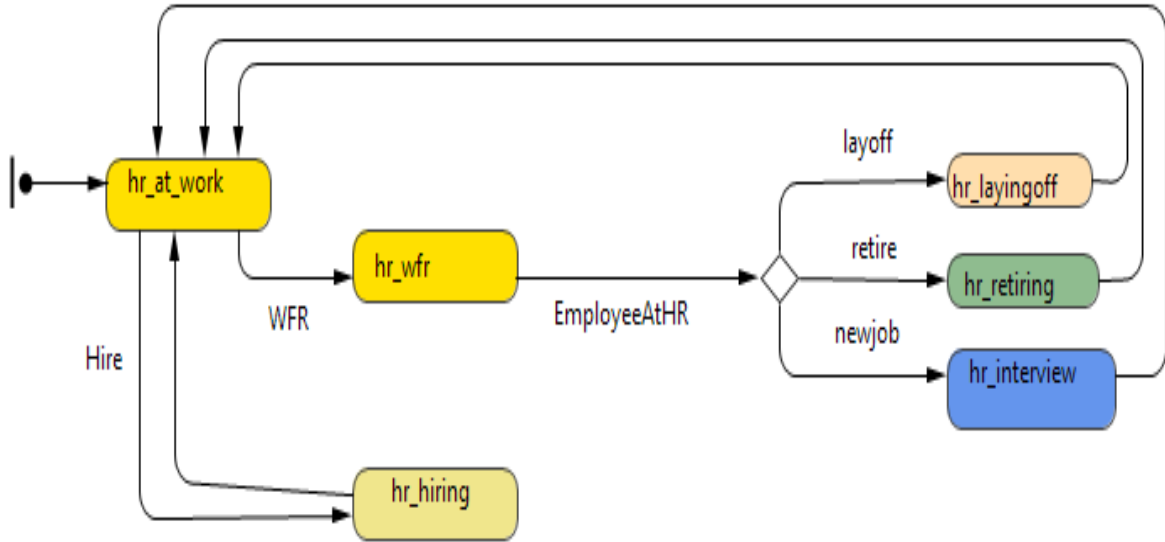 layoff
hr_at_work
hr_layingoff
retire
hr_wfr
hr_retiring
WFR
EmployeeAtHR
newjob
Hire
hr_interview
hr_hiring